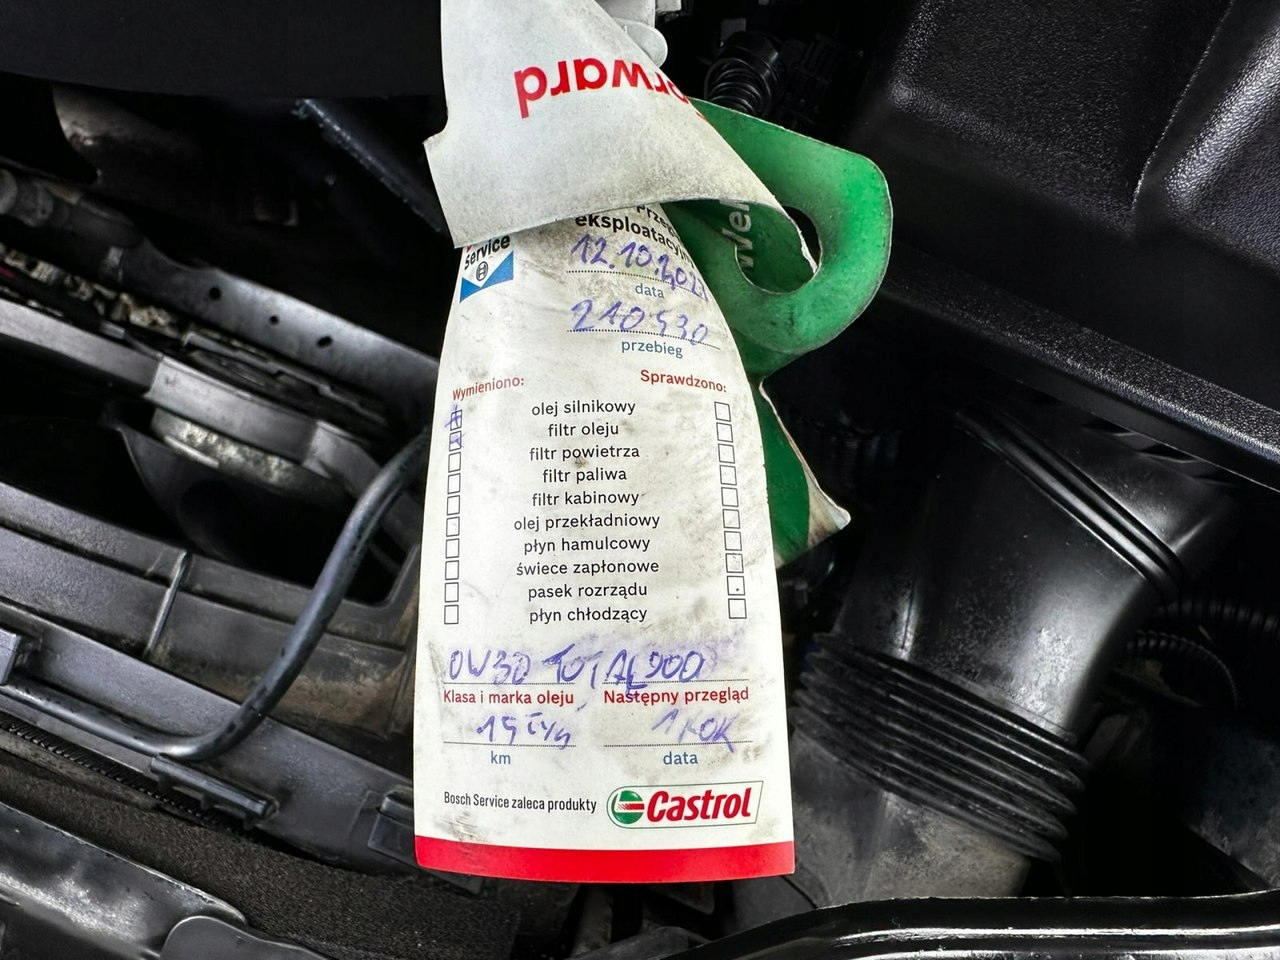 orward
service
eksploatacyjn
12.10.2021
data
210530
przebieg
Wymieniono: Sprawdzono:
olej silnikowy
filtr oleju
filtr powietrza
filtr paliwa
filtr kabinowy
olej przekładniowy
płyn hamulcowy
świece zapłonowe
pasek rozrządu
płyn chłodzący
0W30 TOTAL 900
Klasa i marka oleju Następny przegląd
15 tyś 1 ROK
km data
Bosch Service zaleca produkty Castrol